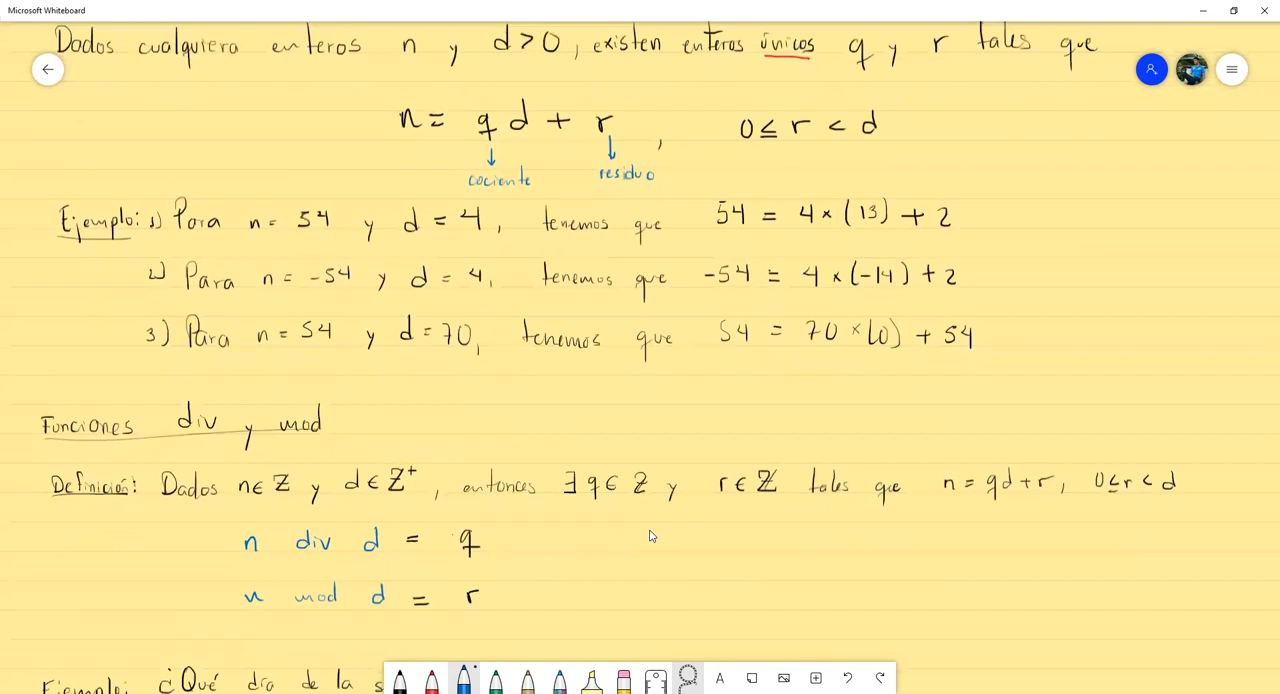 Microsoft Whiteboard
Dados cualquiera enteros n y d > 0, existen enteros únicos q y r tales que
n = q d + r , 0 ≤ r < d
cociente residuo
Ejemplo: 1) Para n = 54 y d = 4, tenemos que 54 = 4 × (13) + 2
2) Para n = -54 y d = 4, tenemos que -54 = 4 × (-14) + 2
3) Para n = 54 y d = 70, tenemos que 54 = 70 × (0) + 54
Funciones div y mod
Definición: Dados n ∈ Z y d ∈ Z⁺, entonces ∃ q ∈ Z y r ∈ Z tales que n = qd + r, 0 ≤ r < d
n div d = q
n mod d = r
Ejemplo: ¿Qué día de la s